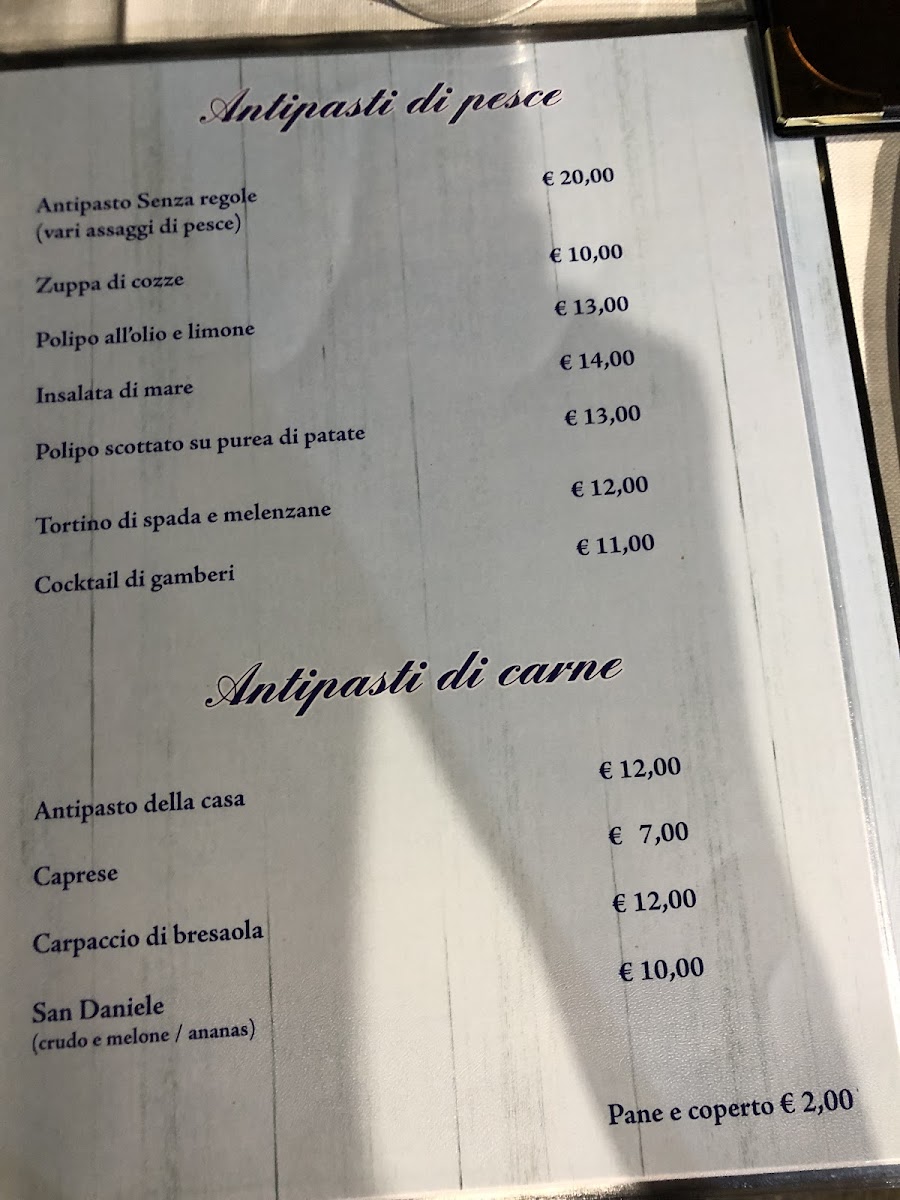 Antipasti di pesce
Antipasto Senza regole € 20,00
(vari assaggi di pesce)
Zuppa di cozze € 10,00
Polipo all'olio e limone € 13,00
Insalata di mare € 14,00
Polipo scottato su purea di patate € 13,00
Tortino di spada e melenzane € 12,00
Cocktail di gamberi € 11,00
Antipasti di carne
Antipasto della casa € 12,00
Caprese € 7,00
Carpaccio di bresaola € 12,00
San Daniele € 10,00
(crudo e melone / ananas)
Pane e coperto € 2,00